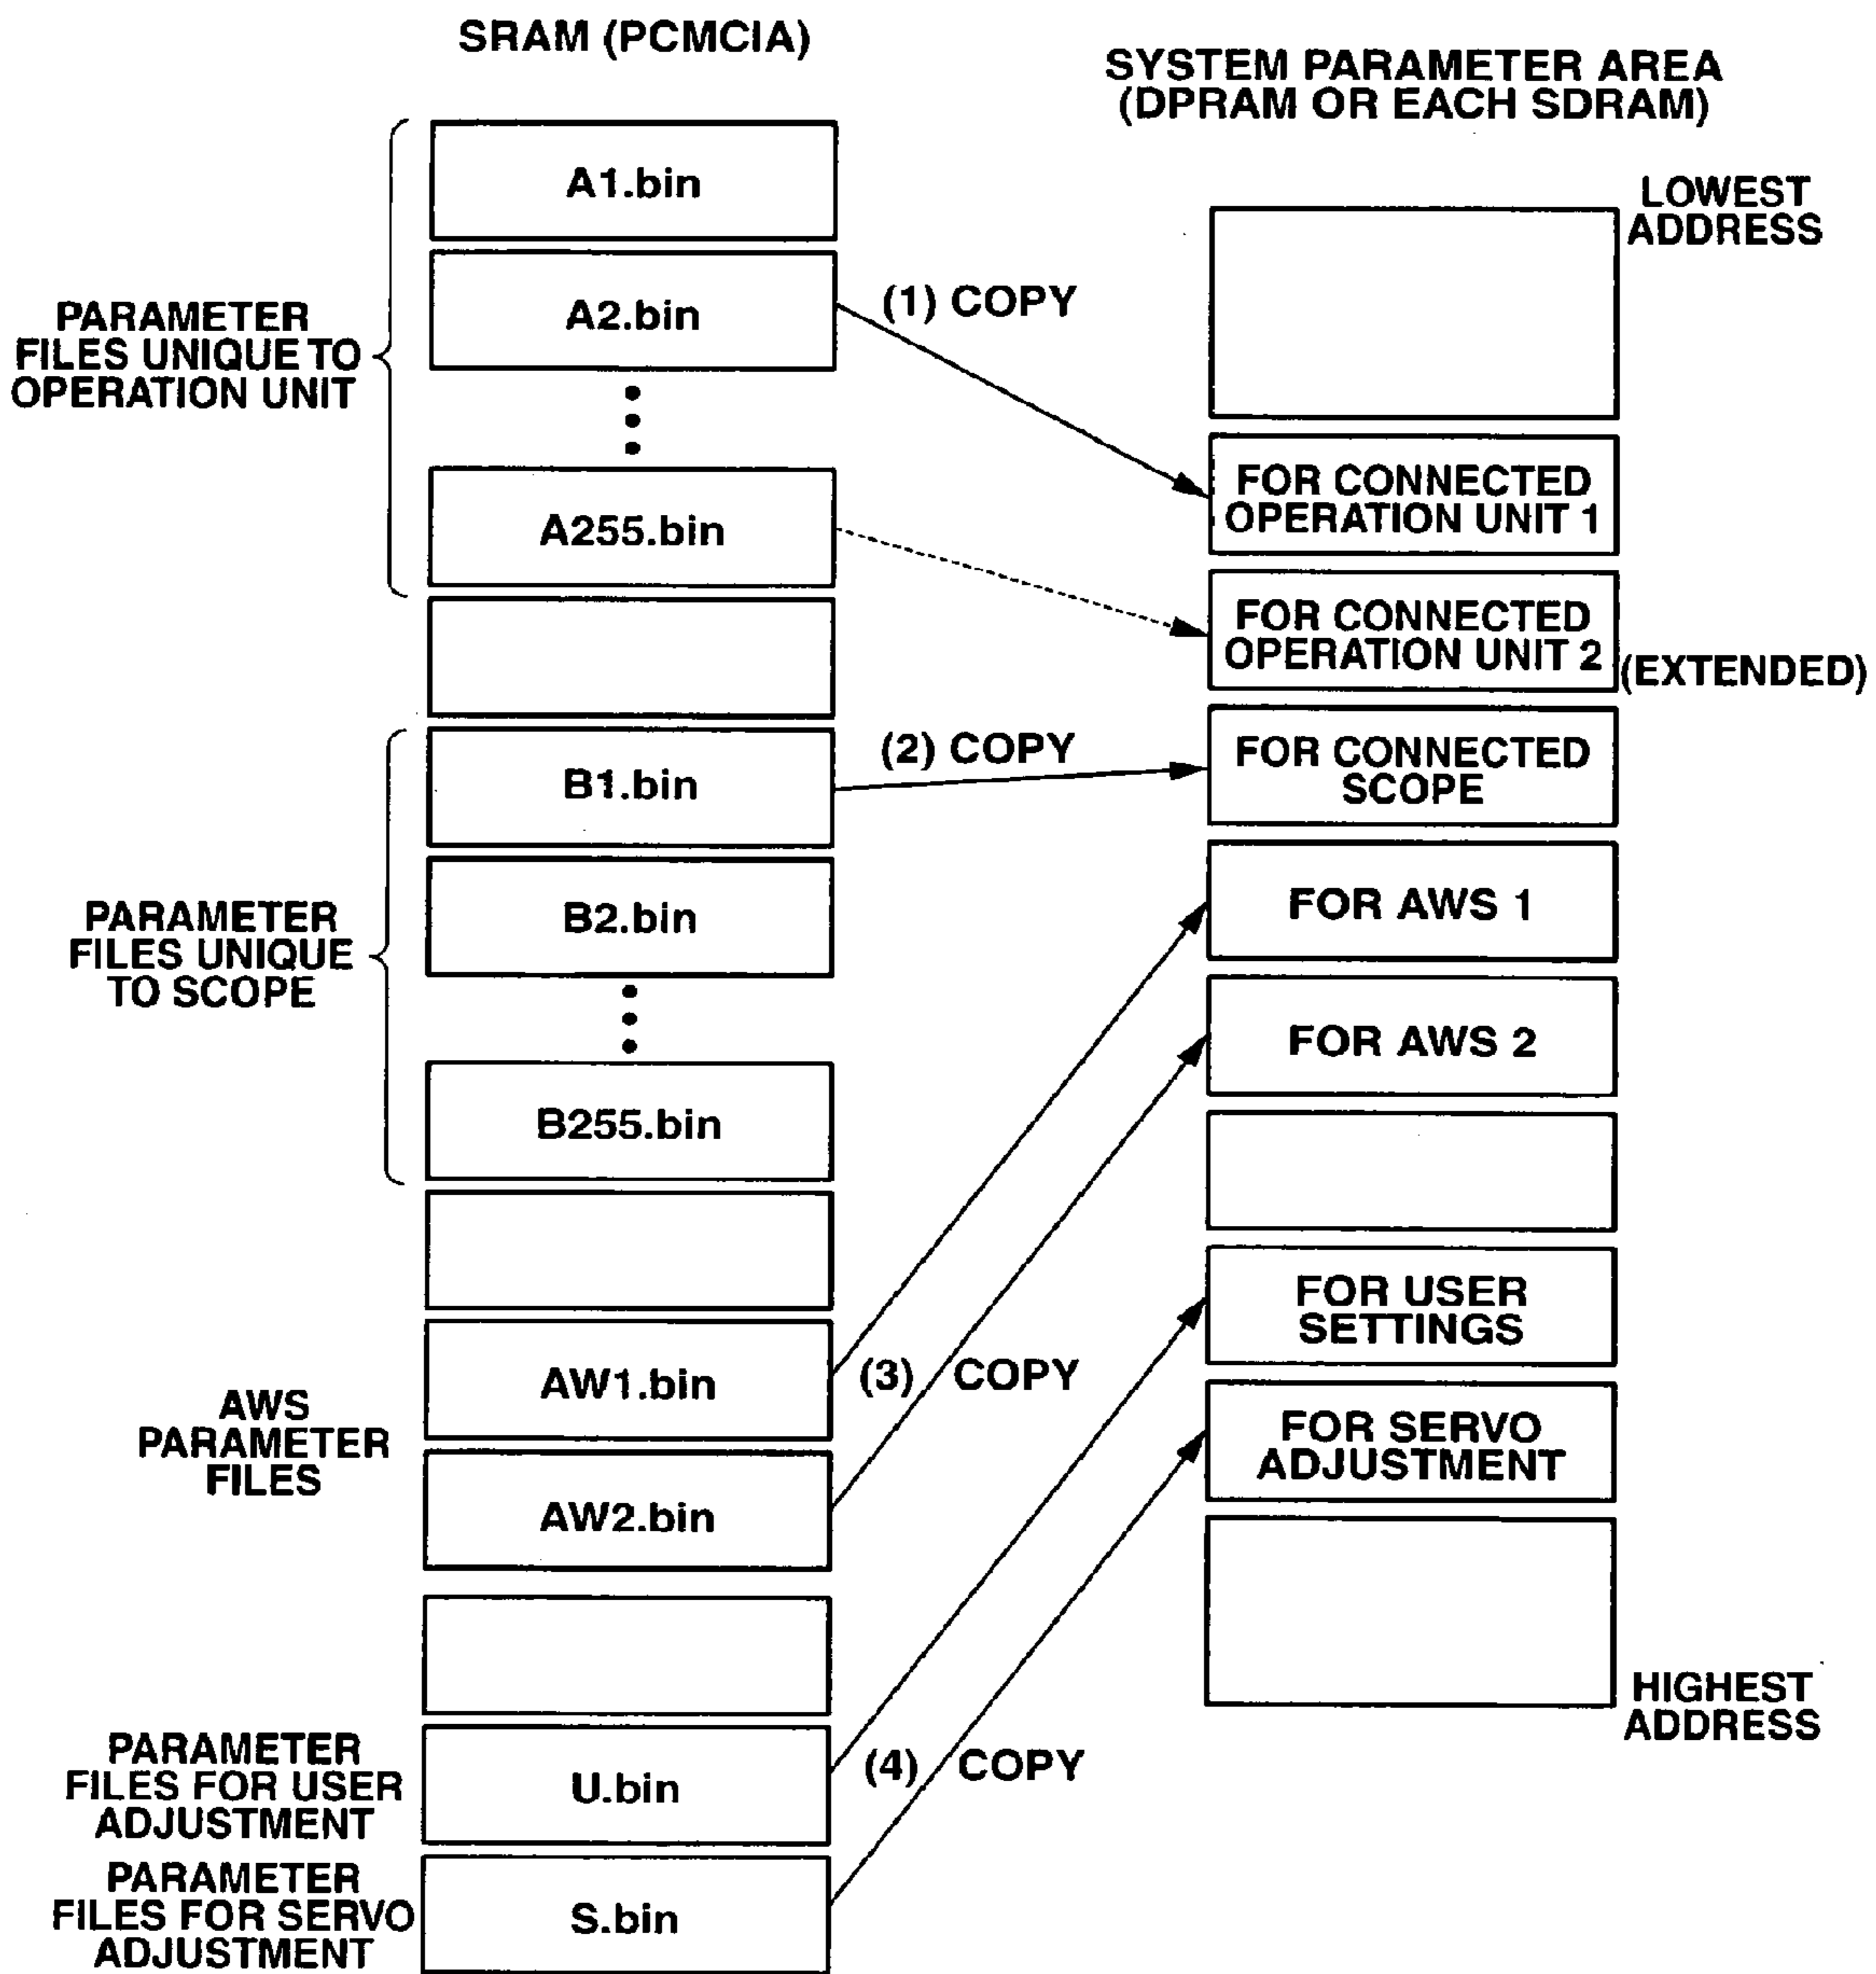 SRAM (PCMCIA)
SYSTEM PARAMETER AREA
(DPRAM OR EACH SDRAM)
LOWEST
ADDRESS
A1.bin
A2.bin
(1) COPY
PARAMETER
FILES UNIQUE TO
OPERATION UNIT
A255.bin
FOR CONNECTED
OPERATION UNIT 1
FOR CONNECTED
OPERATION UNIT 2
(EXTENDED)
B1.bin
(2) COPY
FOR CONNECTED
SCOPE
PARAMETER
FILES UNIQUE
TO SCOPE
B2.bin
FOR AWS 1
FOR AWS 2
B255.bin
FOR USER
SETTINGS
AWS
PARAMETER
FILES
AW1.bin
(3) COPY
AW2.bin
FOR SERVO
ADJUSTMENT
HIGHEST
ADDRESS
PARAMETER
FILES FOR USER
ADJUSTMENT
U.bin
(4) COPY
PARAMETER
FILES FOR SERVO
ADJUSTMENT
S.bin